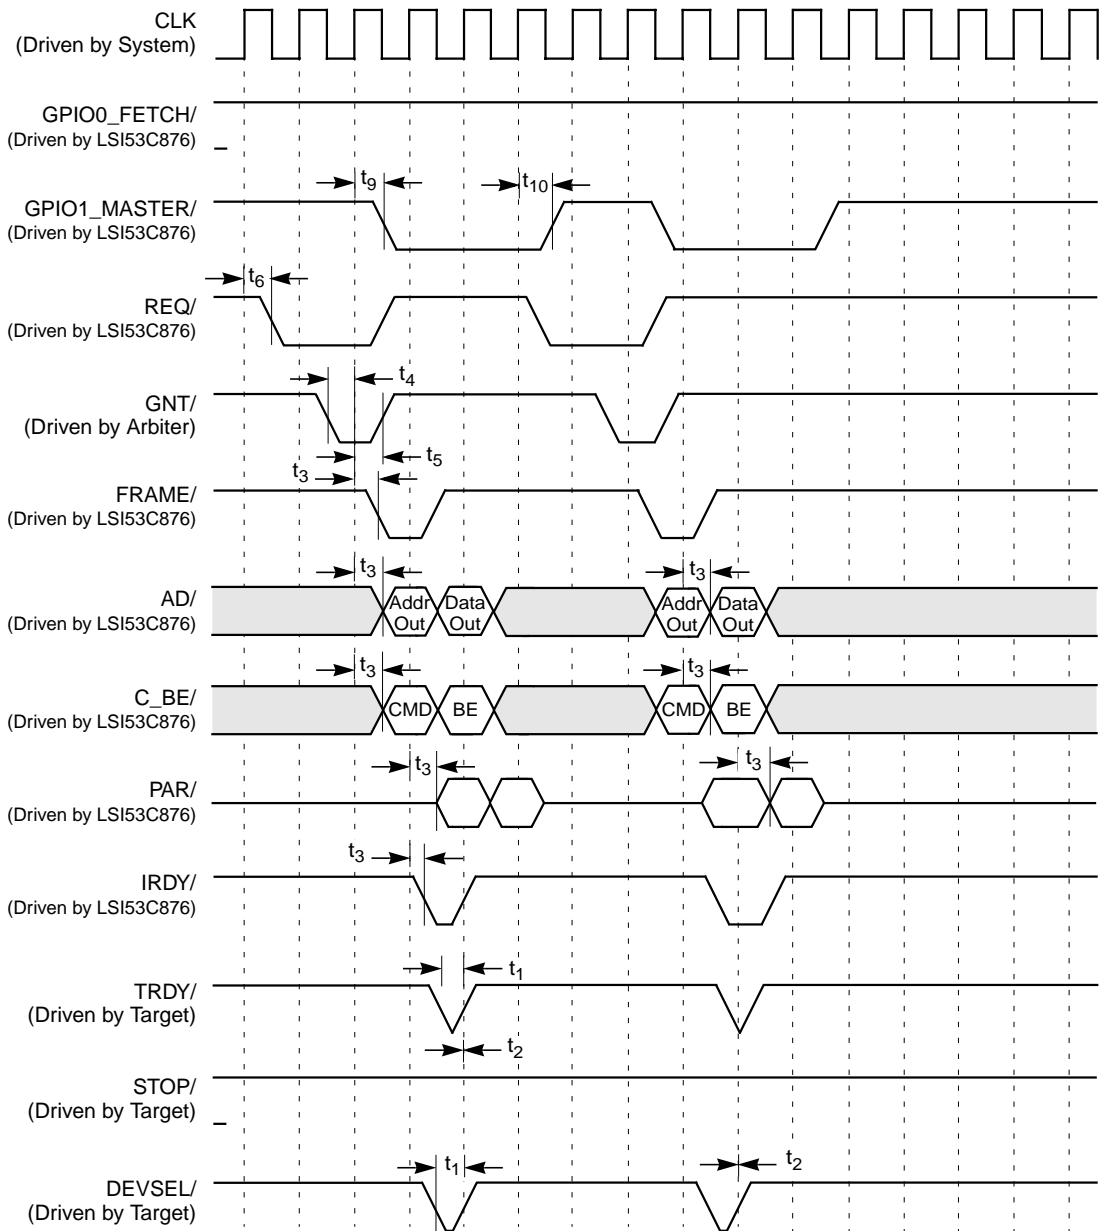 CLK
(Driven by System)
GPIO0_FETCH/
(Driven by LSI53C876)
t9
t10
GPIO1_MASTER/
(Driven by LSI53C876)
t6
REQ/
(Driven by LSI53C876)
t4
GNT/
(Driven by Arbiter)
t5
t3
FRAME/
(Driven by LSI53C876)
t3
t3
AD/
(Driven by LSI53C876)
Addr
Out
Data
Out
Addr
Out
Data
Out
t3
t3
C_BE/
(Driven by LSI53C876)
CMD
BE
CMD
BE
t3
t3
PAR/
(Driven by LSI53C876)
t3
IRDY/
(Driven by LSI53C876)
t1
TRDY/
(Driven by Target)
t2
STOP/
(Driven by Target)
t1
t2
DEVSEL/
(Driven by Target)